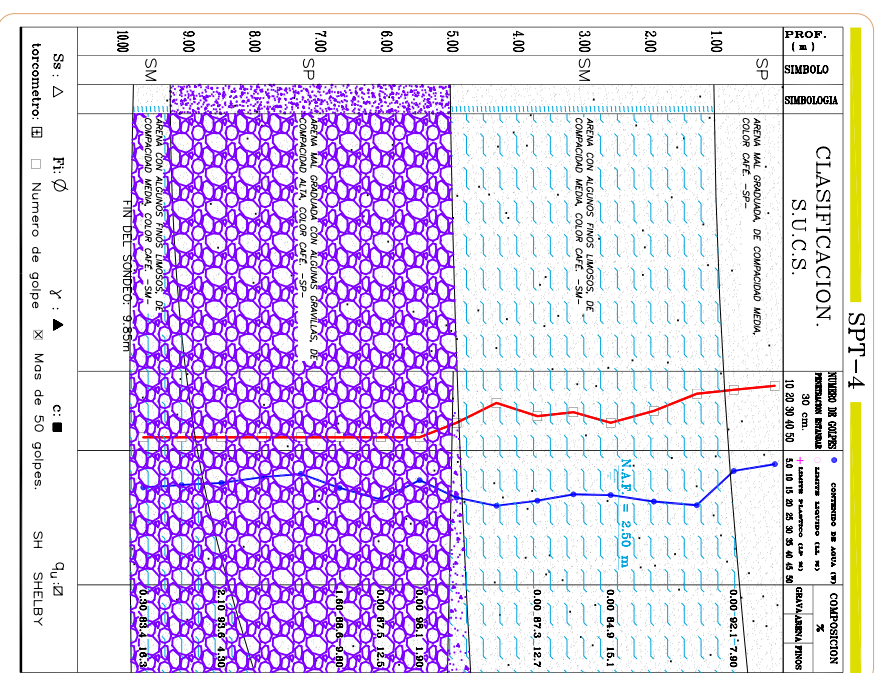 SPT-4
PROF.
( m )
SIMBOLO
SIMBOLOGIA
CLASIFICACION.
S.U.C.S.
NUMERO DE GOLPES
PENETRACION ESTANDAR
30 cm.
10 20 30 40 50
CONTENIDO DE AGUA (W)
LIMITE LIQUIDO (LL %)
LIMITE PLASTICO (LP %)
5.0 10 15 20 25 30 35 40 45 50
COMPOSICION
%
GRAVA ARENA FINOS
1.00
2.00
3.00
4.00
5.00
6.00
7.00
8.00
9.00
10.00
SP
SM
SP
SM
ARENA MAL GRADUADA DE COMPACIDAD MEDIA,
COLOR CAFÉ. -SP-
ARENA CON ALGUNOS FINOS LIMOSOS, DE
COMPACIDAD MEDIA, COLOR CAFÉ. -SM-
ARENA MAL GRADUADA CON ALGUNAS GRAVILLAS, DE
COMPACIDAD ALTA, COLOR CAFÉ. -SP-
ARENA CON ALGUNOS FINOS LIMOSOS, DE
COMPACIDAD MEDIA, COLOR CAFÉ. -SM-
FIN DEL SONDEO: 9.85m
N.A.F. = 2.50 m
0.00 92.1 7.90
0.00 84.9 15.1
0.00 87.3 12.7
0.00 98.1 1.90
0.00 87.5 12.5
1.60 88.6 9.80
2.10 93.6 4.30
0.30 83.4 16.3
Ss : Fi: γ : c: qu :
torcometro: Numero de golpe Mas de 50 golpes. SH SHELBY